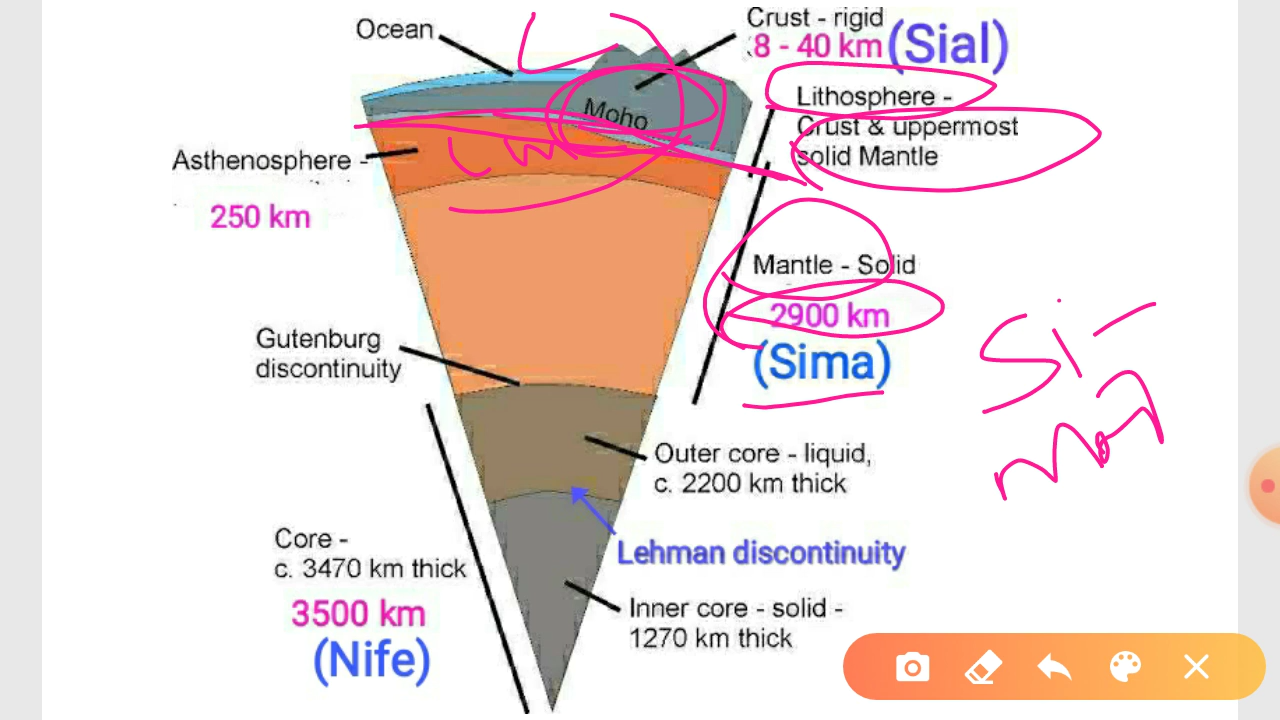 Ocean
Crust - rigid
8 - 40 km (Sial)
Lithosphere -
Crust & uppermost
solid Mantle
Moho
Asthenosphere -
250 km
Mantle - Solid
2900 km
(Sima)
Si -
Gutenburg
discontinuity
Outer core - liquid,
c. 2200 km thick
Lehman discontinuity
Core -
c. 3470 km thick
3500 km
(Nife)
Inner core - solid -
1270 km thick